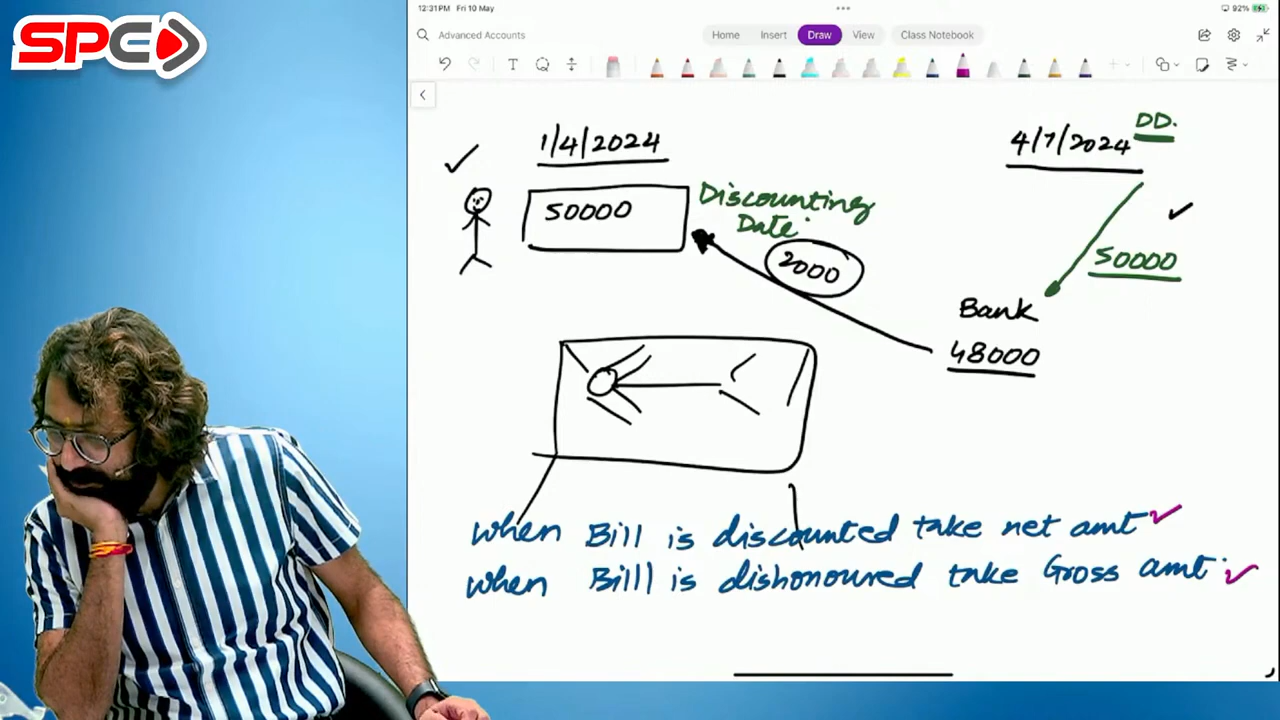 SPC
12:31PM Fri 10 May
92%
Advanced Accounts
Home Insert Draw View Class Notebook
1/4/2024
4/7/2024 DD.
50000
Discounting
Date
2000
50000
Bank
48000
When Bill is discounted take net amt
when Billl is dishonoured take Gross amt.